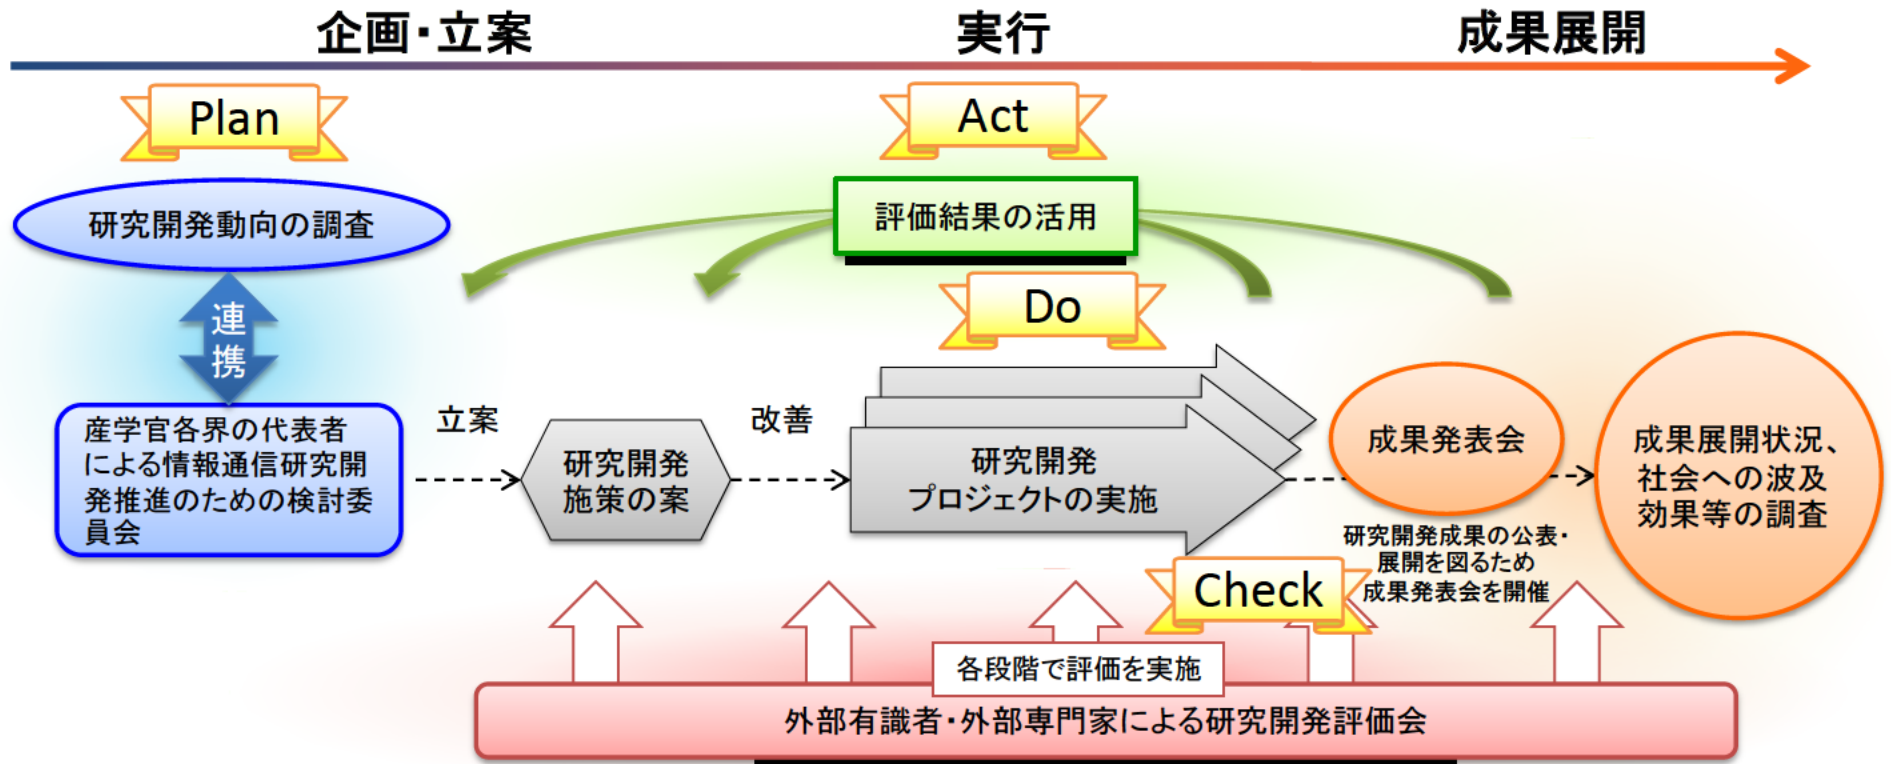 企画・立案
実行
成果展開
Plan
Act
研究開発動向の調査
評価結果の活用
連
携
Do
産学官各界の代表者
による情報通信研究開
発推進のための検討委
員会
立案
研究開発
施策の案
改善
研究開発
プロジェクトの実施
成果発表会
成果展開状況、
社会への波及
効果等の調査
研究開発成果の公表・
展開を図るため
成果発表会を開催
Check
各段階で評価を実施
外部有識者・外部専門家による研究開発評価会